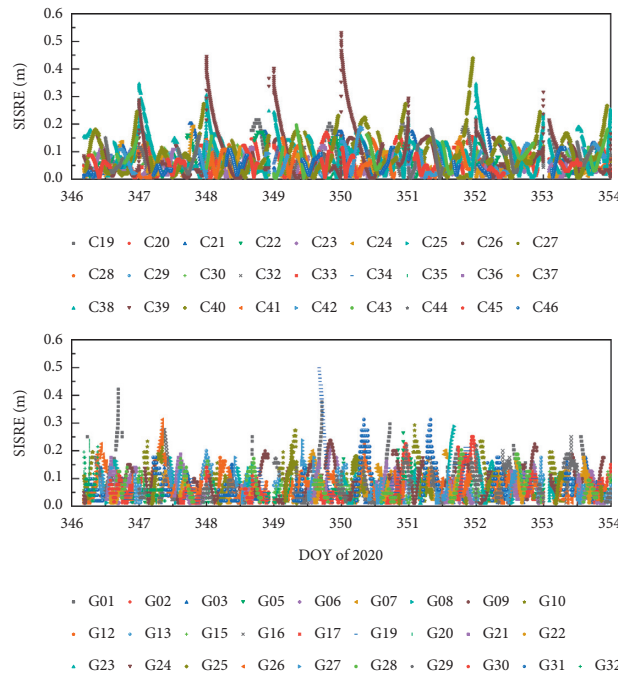 SISRE (m)
0.6
0.5
0.4
0.3
0.2
0.1
0.0
346 347 348 349 350 351 352 353 354
C19 C20 C21 C22 C23 C24 C25 C26 C27
C28 C29 C30 C32 C33 C34 C35 C36 C37
C38 C39 C40 C41 C42 C43 C44 C45 C46
SISRE (m)
0.6
0.5
0.4
0.3
0.2
0.1
0.0
346 347 348 349 350 351 352 353 354
DOY of 2020
G01 G02 G03 G05 G06 G07 G08 G09 G10
G12 G13 G15 G16 G17 G19 G20 G21 G22
G23 G24 G25 G26 G27 G28 G29 G30 G31 G32